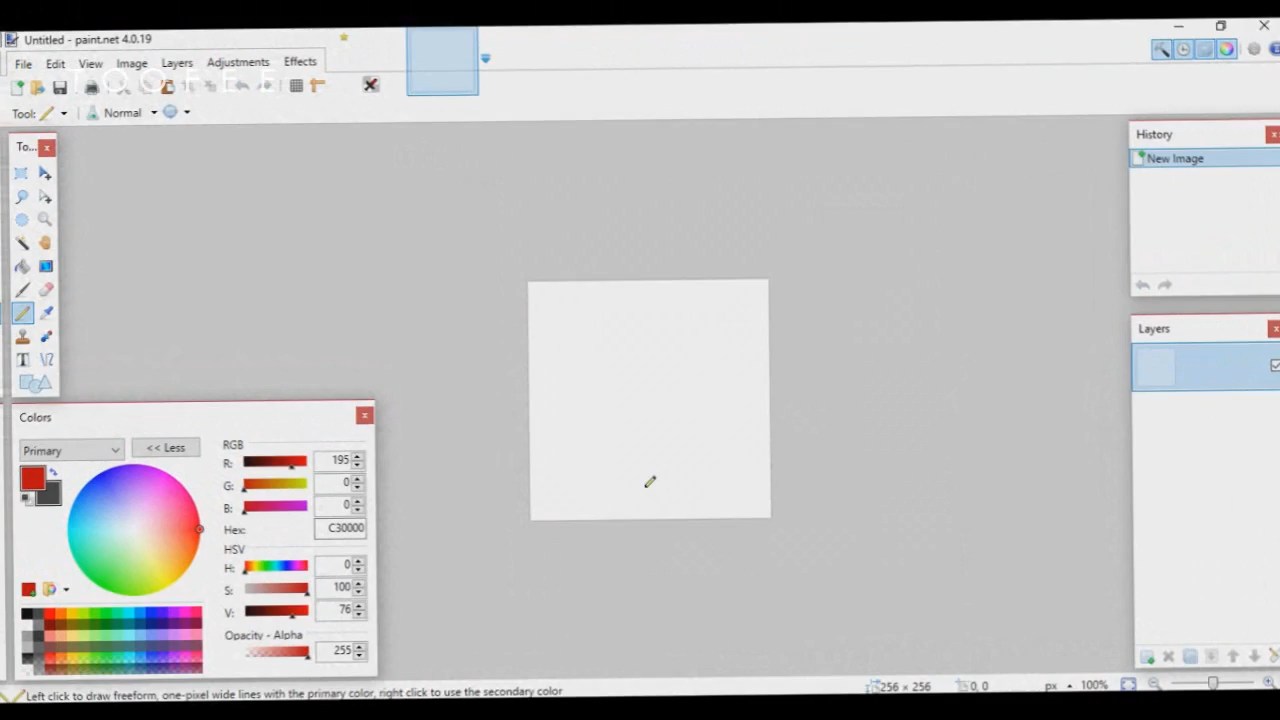 Untitled - paint.net 4.0.19
File Edit View Image Layers Adjustments Effects
TOOFEE
Tool: Normal
To...
History
New Image
Layers
Colors
Primary
<< Less
RGB
R: 195
G: 0
B: 0
Hex: C30000
HSV
H: 0
S: 100
V: 76
Opacity - Alpha
255
Left click to draw freeform, one-pixel wide lines with the primary color, right click to use the secondary color
256 × 256
0, 0
px
100%